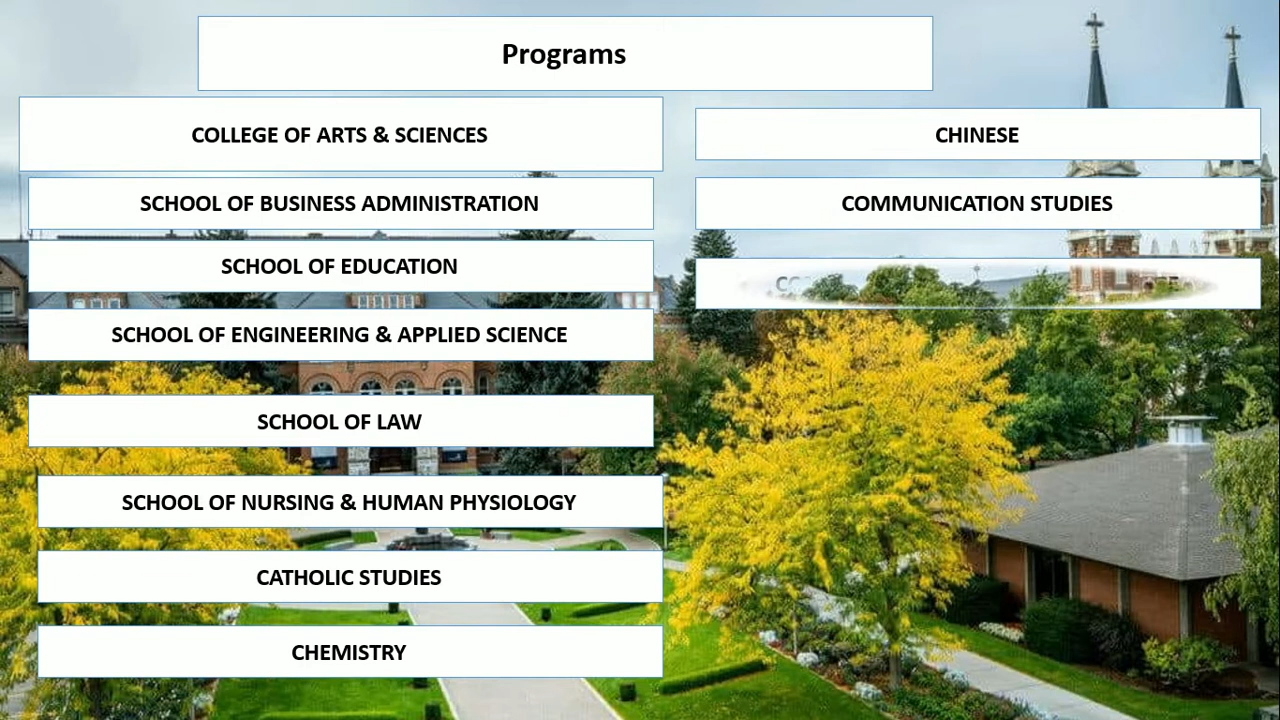 Programs
COLLEGE OF ARTS & SCIENCES
SCHOOL OF BUSINESS ADMINISTRATION
SCHOOL OF EDUCATION
SCHOOL OF ENGINEERING & APPLIED SCIENCE
SCHOOL OF LAW
SCHOOL OF NURSING & HUMAN PHYSIOLOGY
CATHOLIC STUDIES
CHEMISTRY
CHINESE
COMMUNICATION STUDIES